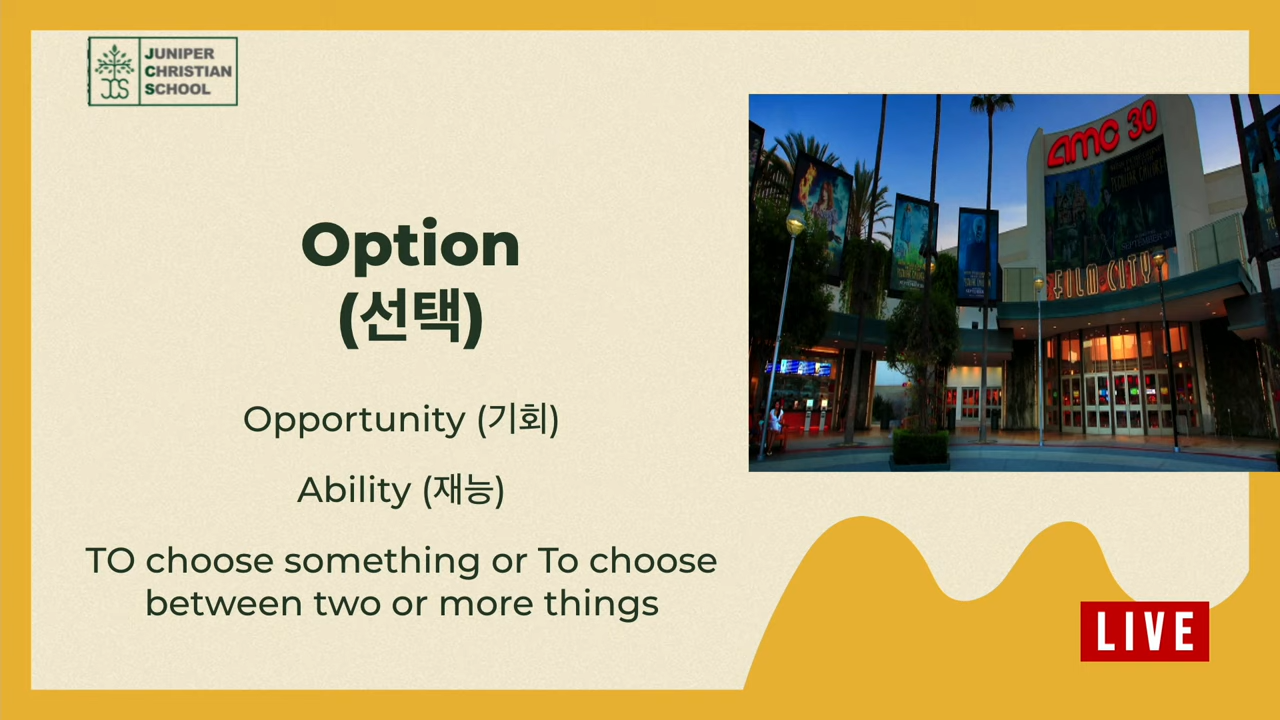 JUNIPER
CHRISTIAN
SCHOOL
Option
(선택)
Opportunity (기회)
Ability (재능)
TO choose something or To choose
between two or more things
amc 30
FILM CITY
LIVE